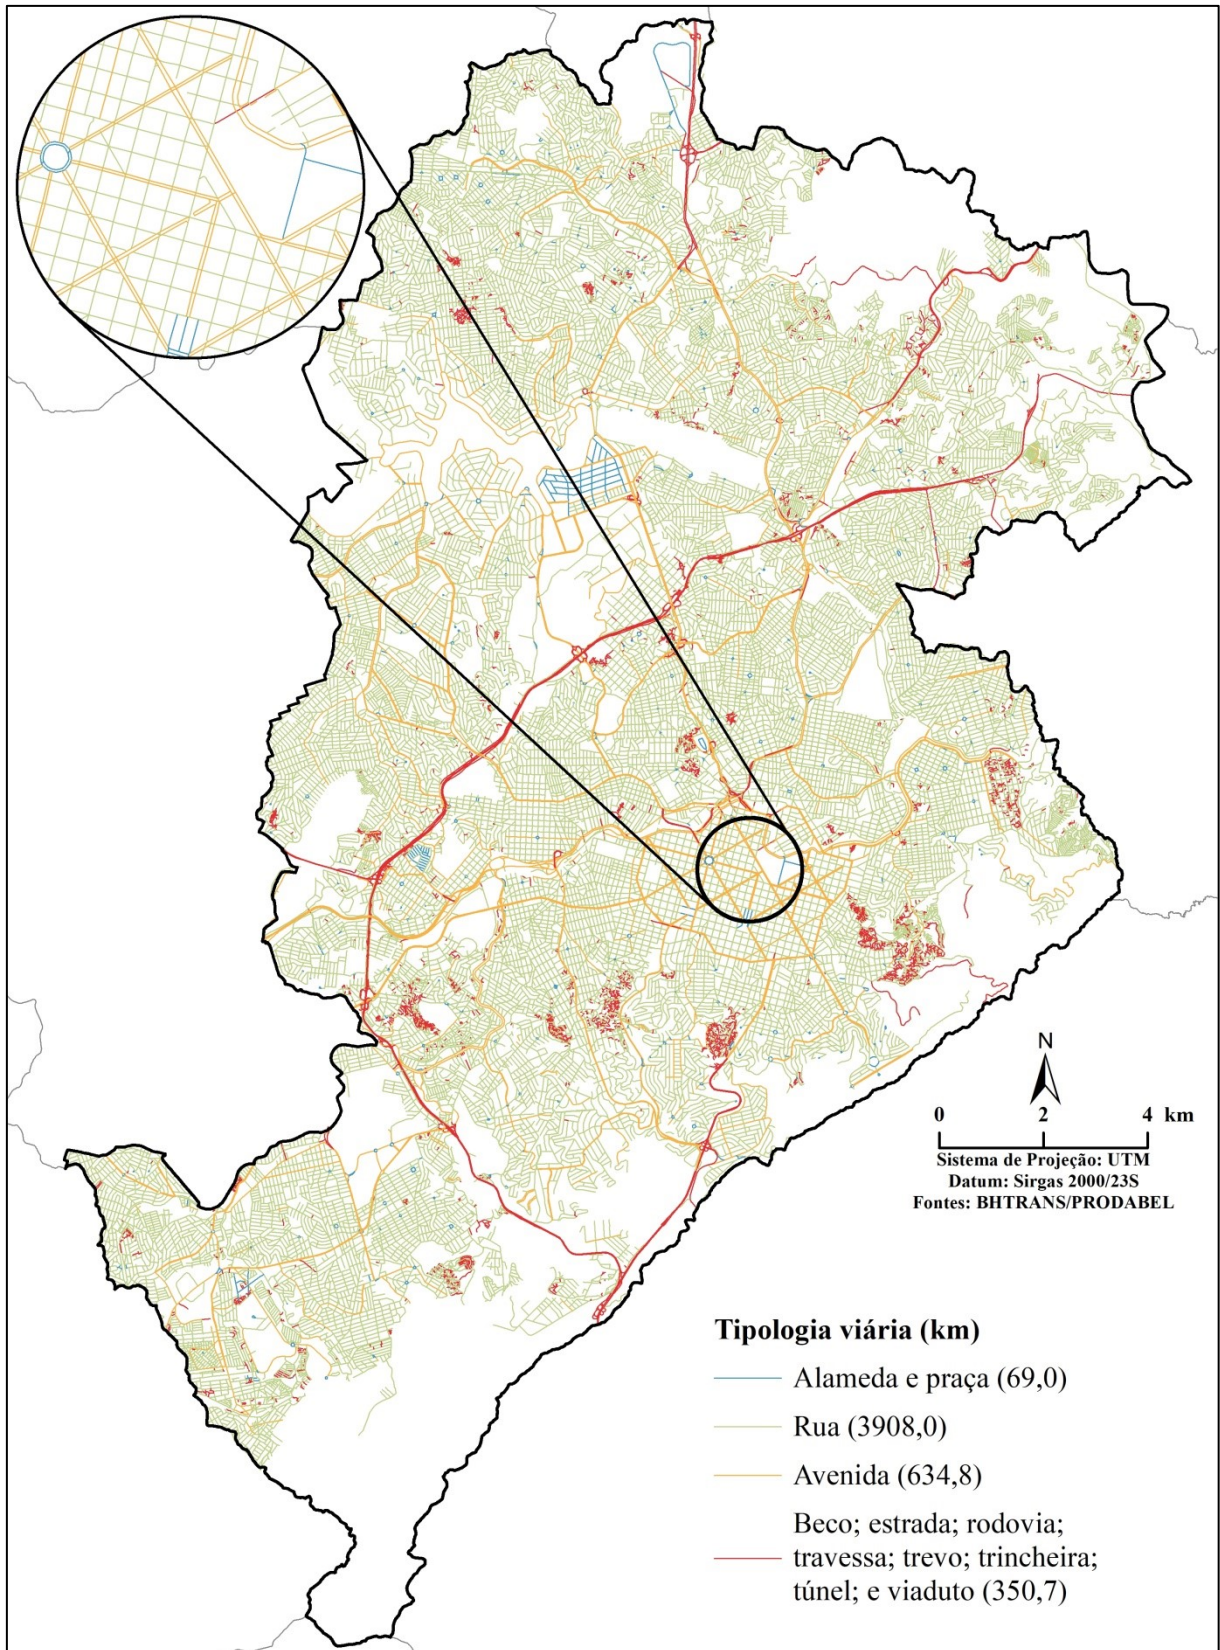 N
0 2 4 km
Sistema de Projeção: UTM
Datum: Sirgas 2000/23S
Fontes: BHTRANS/PRODABEL
Tipologia viária (km)
Alameda e praça (69,0)
Rua (3908,0)
Avenida (634,8)
Beco; estrada; rodovia;
travessa; trevo; trincheira;
túnel; e viaduto (350,7)